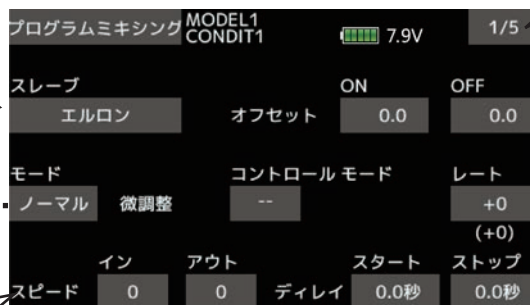 プログラムミキシング MODEL1 1/5
CONDIT1 7.9V
スレーブ ON OFF
エルロン オフセット 0.0 0.0
モード コントロール モード レート
ノーマル 微調整 -- +0
(+0)
イン アウト スタート ストップ
スピード 0 0 ディレイ 0.0秒 0.0秒